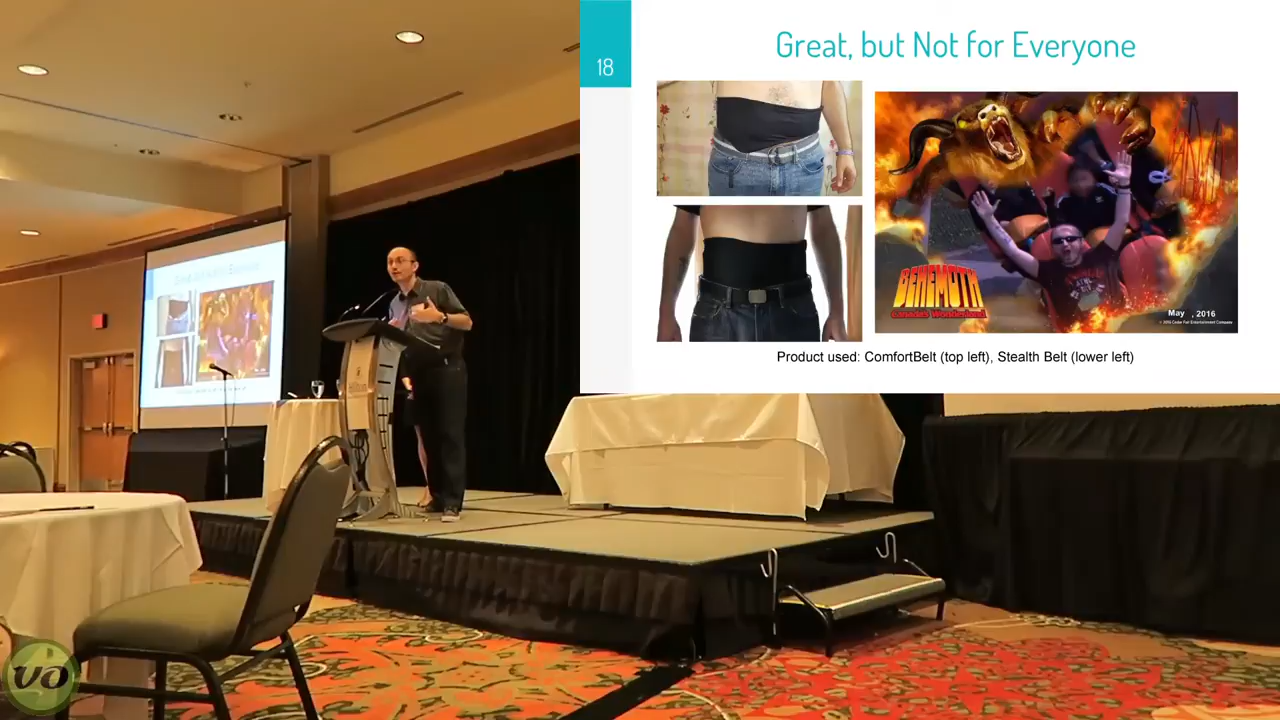 18
Great, but Not for Everyone
BEHEMOTH
Canada's Wonderland
May , 2016
Product used: ComfortBelt (top left), Stealth Belt (lower left)
vo